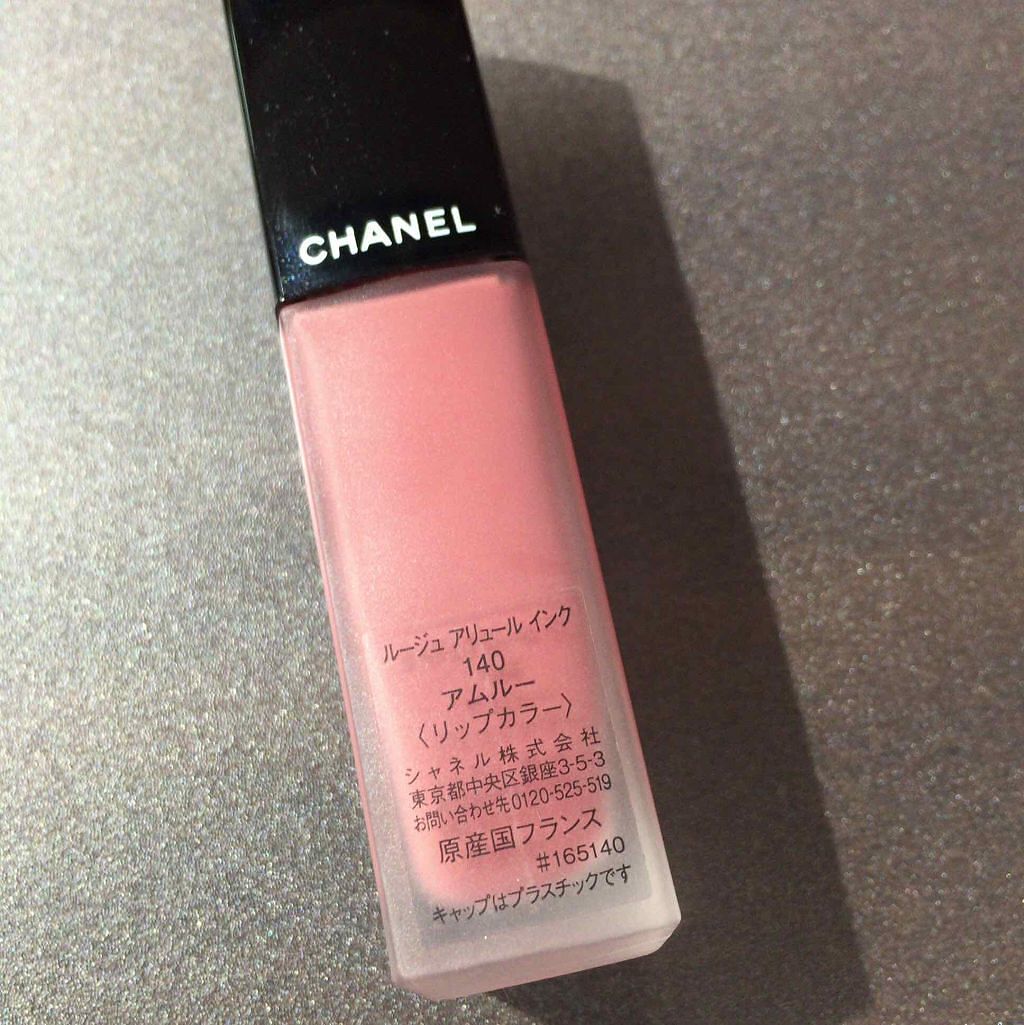 CHANEL
ルージュ アリュール インク
140
アムルー
〈リップカラー〉
シャネル株式会社
東京都中央区銀座3-5-3
お問い合わせ先0120-525-519
原産国フランス
#165140
キャップはプラスチックです